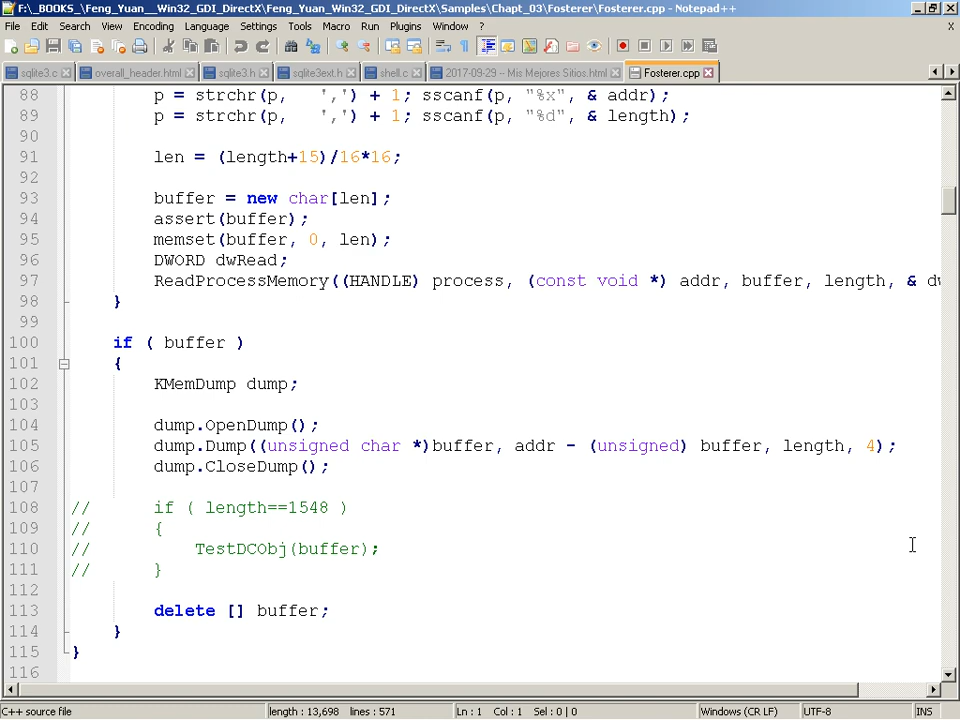 F:\_BOOKS_\Feng_Yuan__Win32_GDI_DirectX\Feng_Yuan_Win32_GDI_DirectX\Samples\Chapt_03\Fosterer\Fosterer.cpp - Notepad++
File Edit Search View Encoding Language Settings Tools Macro Run Plugins Window ? X
sqlite3.c overall_header.html sqlite3.h sqlite3ext.h shell.c 2017-09-29 -- Mis Mejores Sitios.html Fosterer.cpp
88 p = strchr(p, ',') + 1; sscanf(p, "%x", & addr);
89 p = strchr(p, ',') + 1; sscanf(p, "%d", & length);
90
91 len = (length+15)/16*16;
92
93 buffer = new char[len];
94 assert(buffer);
95 memset(buffer, 0, len);
96 DWORD dwRead;
97 ReadProcessMemory((HANDLE) process, (const void *) addr, buffer, length, & dw
98 }
99
100 if ( buffer )
101 {
102 KMemDump dump;
103
104 dump.OpenDump();
105 dump.Dump((unsigned char *)buffer, addr - (unsigned) buffer, length, 4);
106 dump.CloseDump();
107
108 // if ( length==1548 )
109 // {
110 // TestDCObj(buffer);
111 // }
112
113 delete [] buffer;
114 }
115 }
116
C++ source file length : 13,698 lines : 571 Ln : 1 Col : 1 Sel : 0 | 0 Windows (CR LF) UTF-8 INS